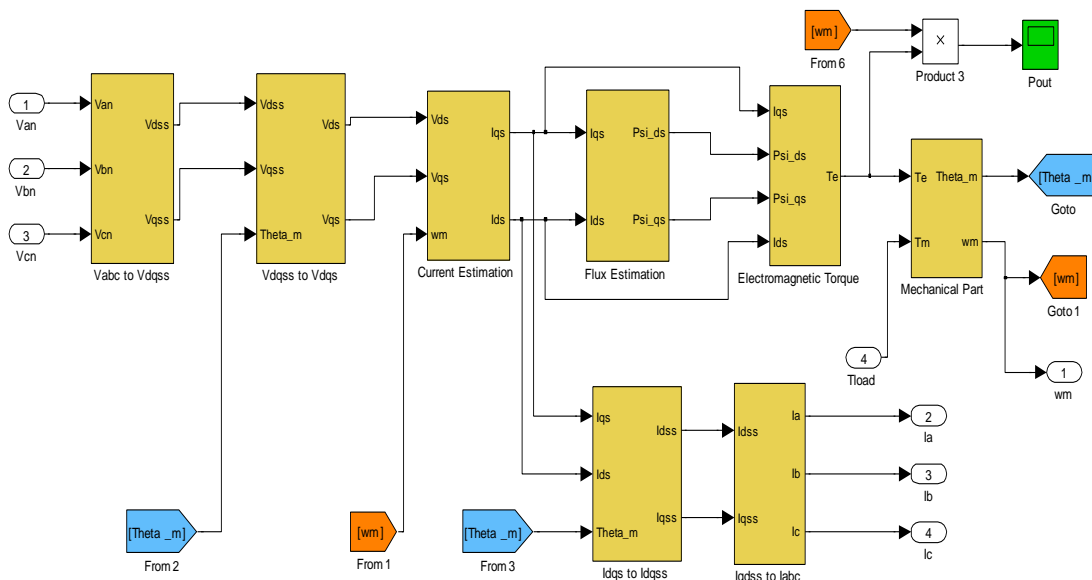 [wm]
From 6
X
Product 3
Pout
1
Van
2
Vbn
3
Vcn
Van
Vbn
Vcn
Vdss
Vqss
Vabc to Vdqss
Vdss
Vqss
Theta_m
Vds
Vqs
Vdqss to Vdqs
Vds
Vqs
wm
Iqs
Ids
Current Estimation
Iqs
Ids
Psi_ds
Psi_qs
Flux Estimation
Iqs
Psi_ds
Psi_qs
Ids
Te
Electromagnetic Torque
Te
Tm
Theta_m
wm
Mechanical Part
[Theta _m]
Goto
[wm]
Goto 1
4
Tload
1
wm
[Theta _m]
From 2
[wm]
From 1
[Theta _m]
From 3
Iqs
Ids
Theta_m
Idss
Iqss
Idqs to Idqss
Idss
Iqss
Ia
Ib
Ic
Iqdss to Iabc
2
Ia
3
Ib
4
Ic